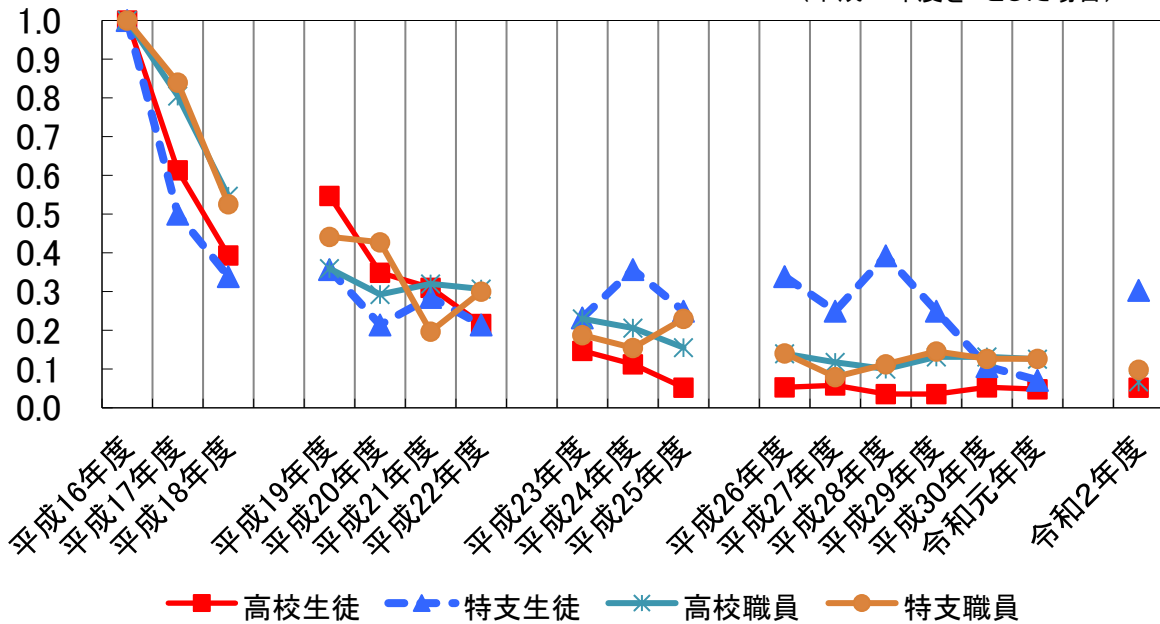 1.0
0.9
0.8
0.7
0.6
0.5
0.4
0.3
0.2
0.1
0.0
平成16年度
平成17年度
平成18年度
平成19年度
平成20年度
平成21年度
平成22年度
平成23年度
平成24年度
平成25年度
平成26年度
平成27年度
平成28年度
平成29年度
平成30年度
令和元年度
令和2年度
高校生徒 特支生徒 高校職員 特支職員